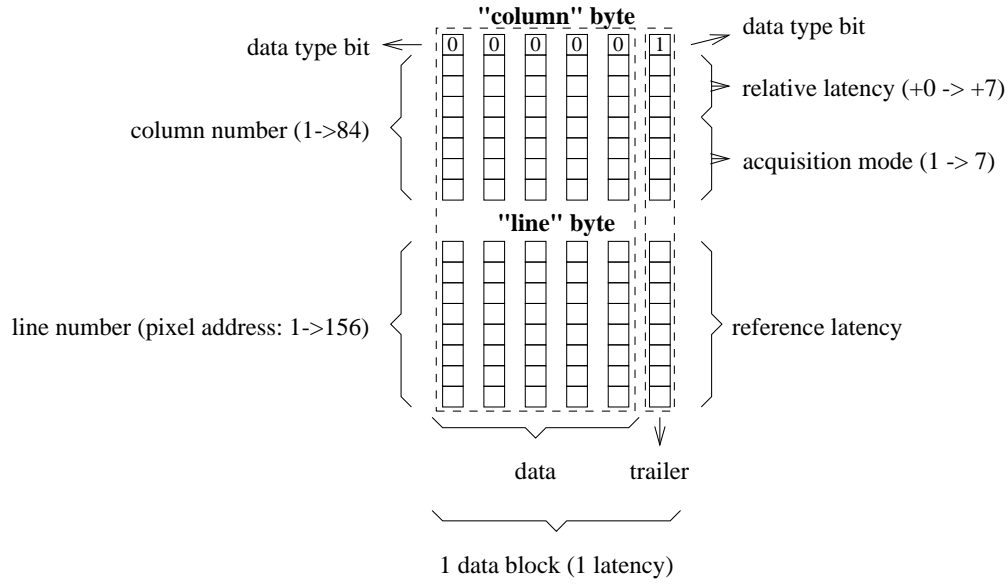 "column" byte
data type bit
0 0 0 0 0 1
data type bit
relative latency (+0 -> +7)
column number (1->84)
acquisition mode (1 -> 7)
"line" byte
line number (pixel address: 1->156)
reference latency
data
trailer
1 data block (1 latency)